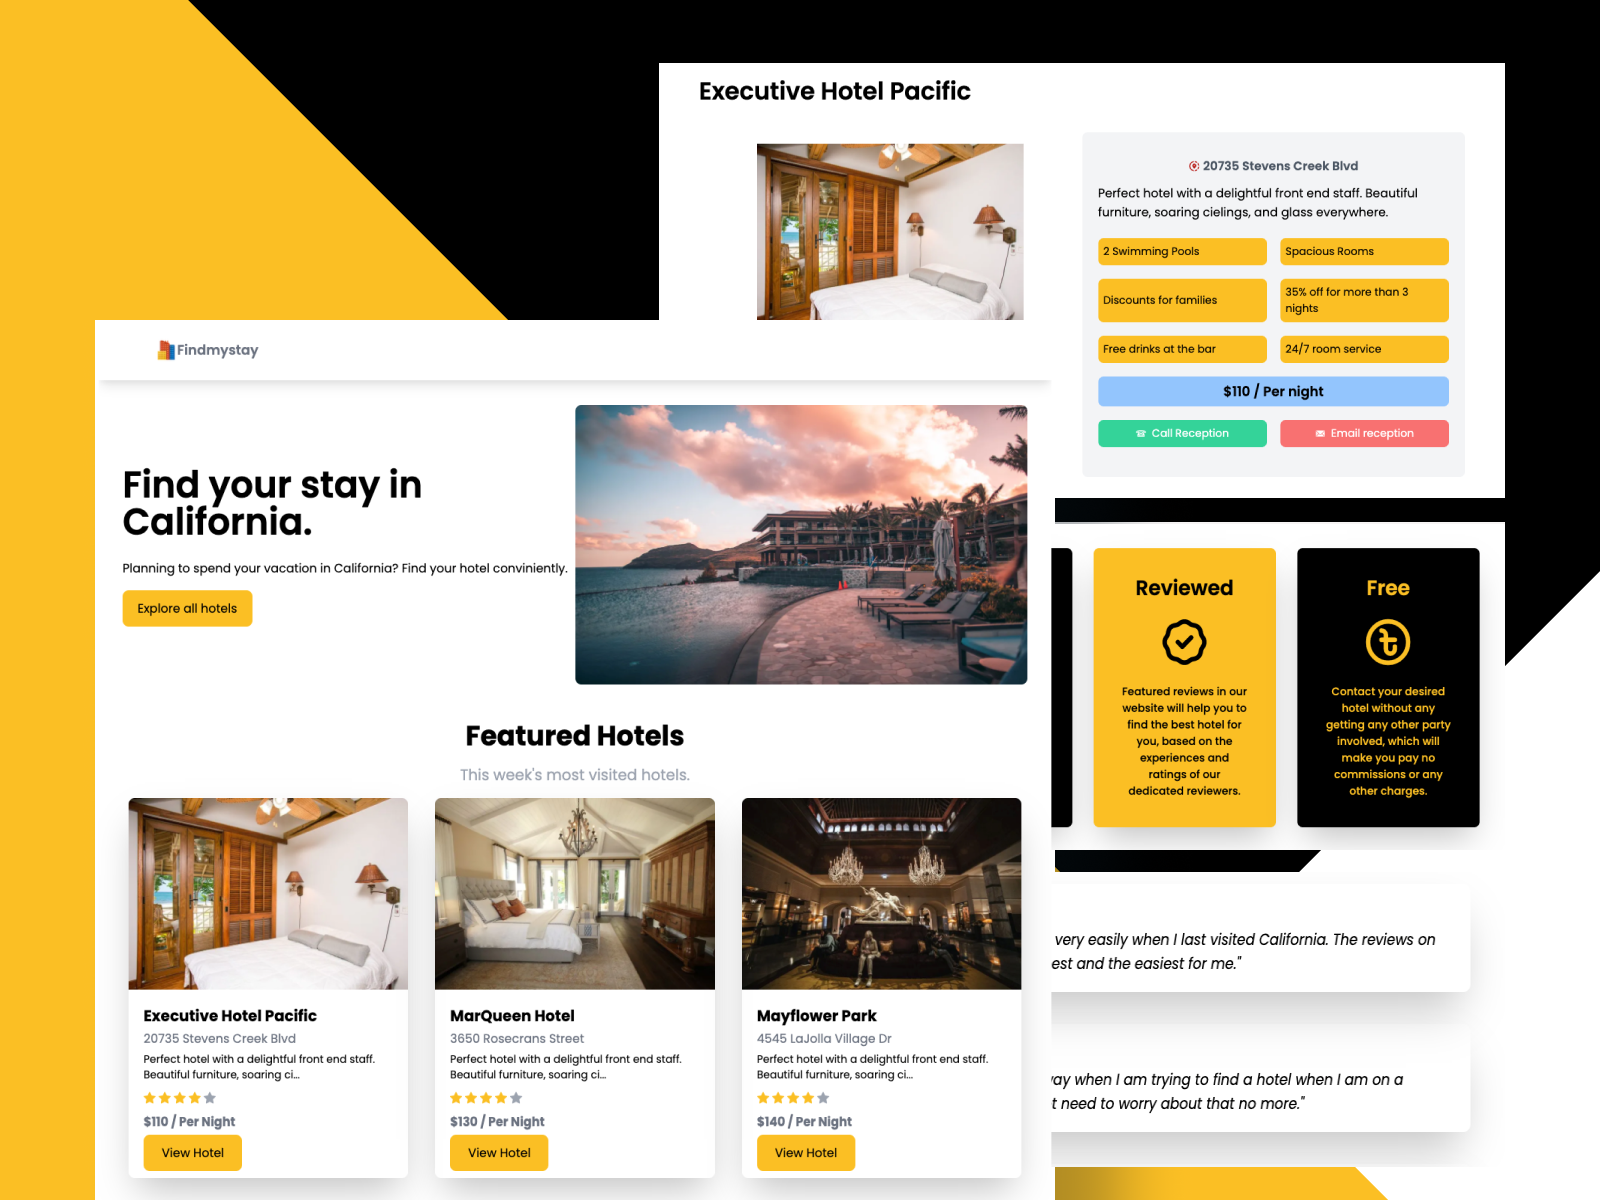 Executive Hotel Pacific
20735 Stevens Creek Blvd
Perfect hotel with a delightful front end staff. Beautiful
furniture, soaring cielings, and glass everywhere.
2 Swimming Pools
Spacious Rooms
Discounts for families
35% off for more than 3
nights
Free drinks at the bar
24/7 room service
$110 / Per night
Call Reception
Email reception
Findmystay
Find your stay in
California.
Planning to spend your vacation in California? Find your hotel conviniently.
Explore all hotels
Featured Hotels
This week's most visited hotels.
Executive Hotel Pacific
20735 Stevens Creek Blvd
Perfect hotel with a delightful front end staff.
Beautiful furniture, soaring ci...
$110 / Per Night
View Hotel
MarQueen Hotel
3650 Rosecrans Street
Perfect hotel with a delightful front end staff.
Beautiful furniture, soaring ci...
$130 / Per Night
View Hotel
Mayflower Park
4545 LaJolla Village Dr
Perfect hotel with a delightful front end staff.
Beautiful furniture, soaring ci...
$140 / Per Night
View Hotel
Reviewed
Featured reviews in our
website will help you to
find the best hotel for
you, based on the
experiences and
ratings of our
dedicated reviewers.
Free
Contact your desired
hotel without any
getting any other party
involved, which will
make you pay no
commissions or any
other charges.
very easily when I last visited California. The reviews on
est and the easiest for me."
ay when I am trying to find a hotel when I am on a
t need to worry about that no more."